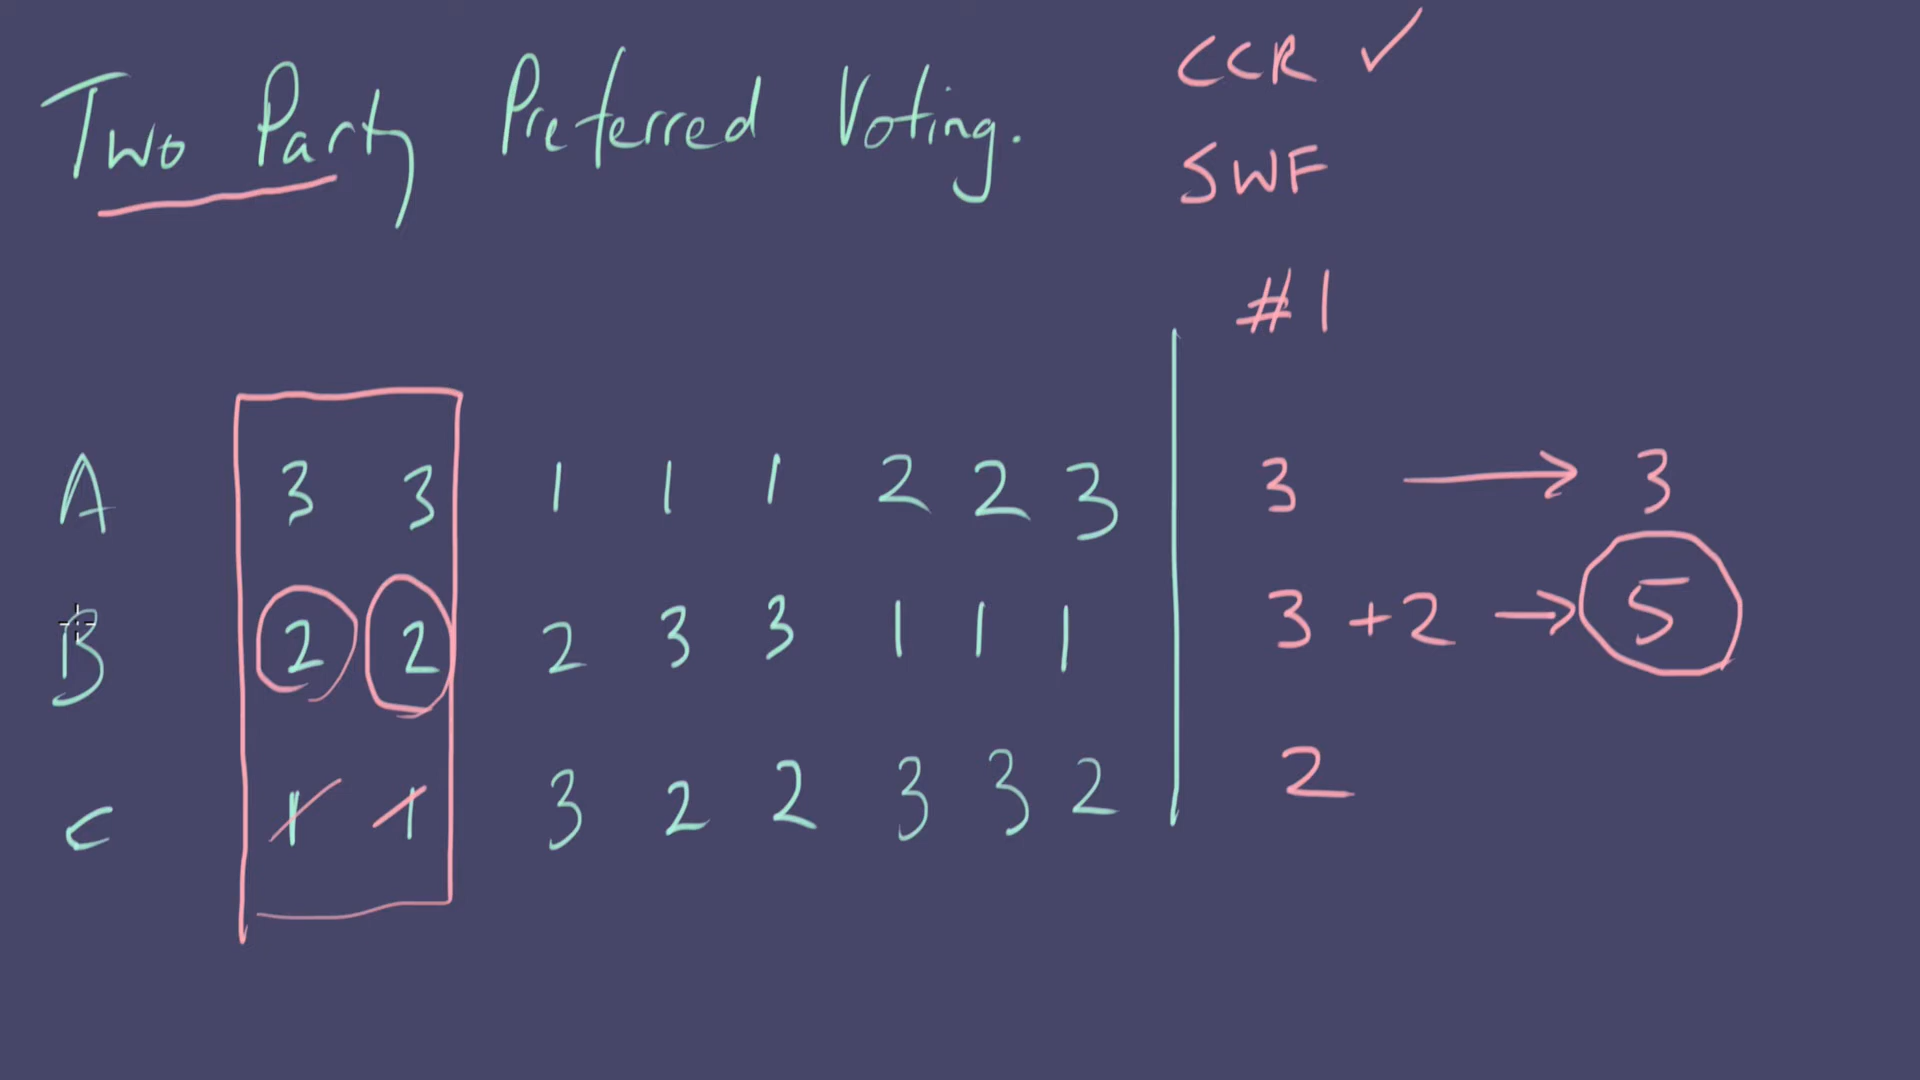 Two Party Preferred Voting.
CCR ✓
SWF
#1
A 3 3 1 1 1 2 2 3 3 → 3
B 2 2 2 3 3 1 1 1 3 +2 → 5
C 1 1 3 2 2 3 3 2 2